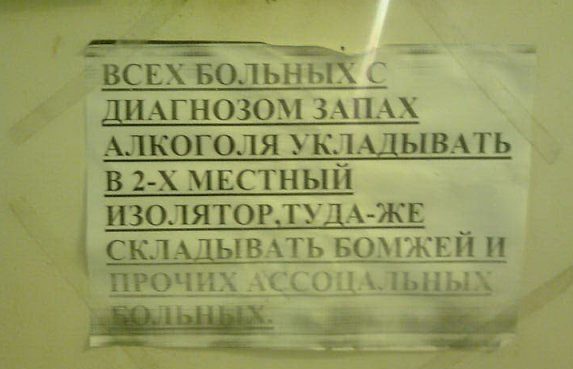 ВСЕХ БОЛЬНЫХ С
ДИАГНОЗОМ ЗАПАХ
АЛКОГОЛЯ УКЛАДЫВАТЬ
В 2-Х МЕСТНЫЙ
ИЗОЛЯТОР,ТУДА-ЖЕ
СКЛАДЫВАТЬ БОМЖЕЙ И
ПРОЧИХ АССОЦАЛЬНЫХ
БОЛЬНЫХ.